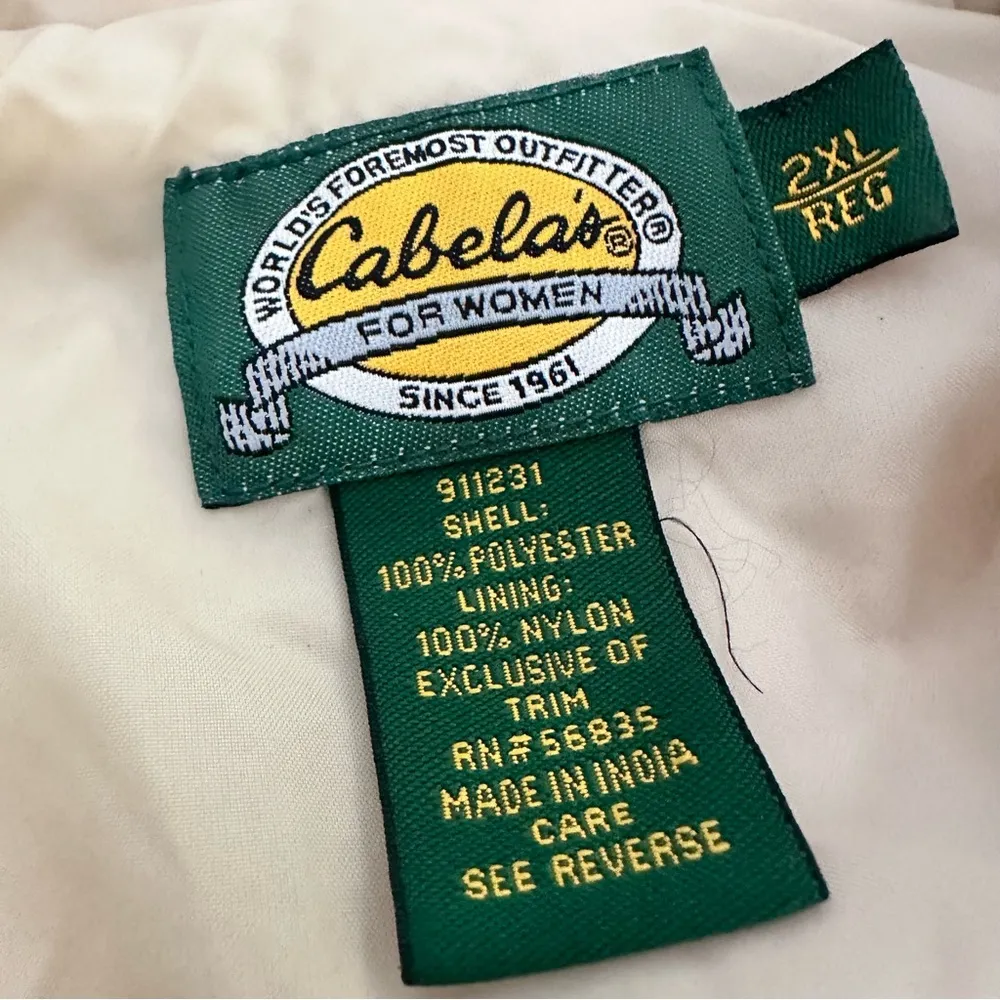 WORLD'S FOREMOST OUTFITTER®
Cabela's®
FOR WOMEN
SINCE 1961
2XL
REG
911231
SHELL:
100% POLYESTER
LINING:
100% NYLON
EXCLUSIVE OF
TRIM
RN#56835
MADE IN INDIA
CARE
SEE REVERSE